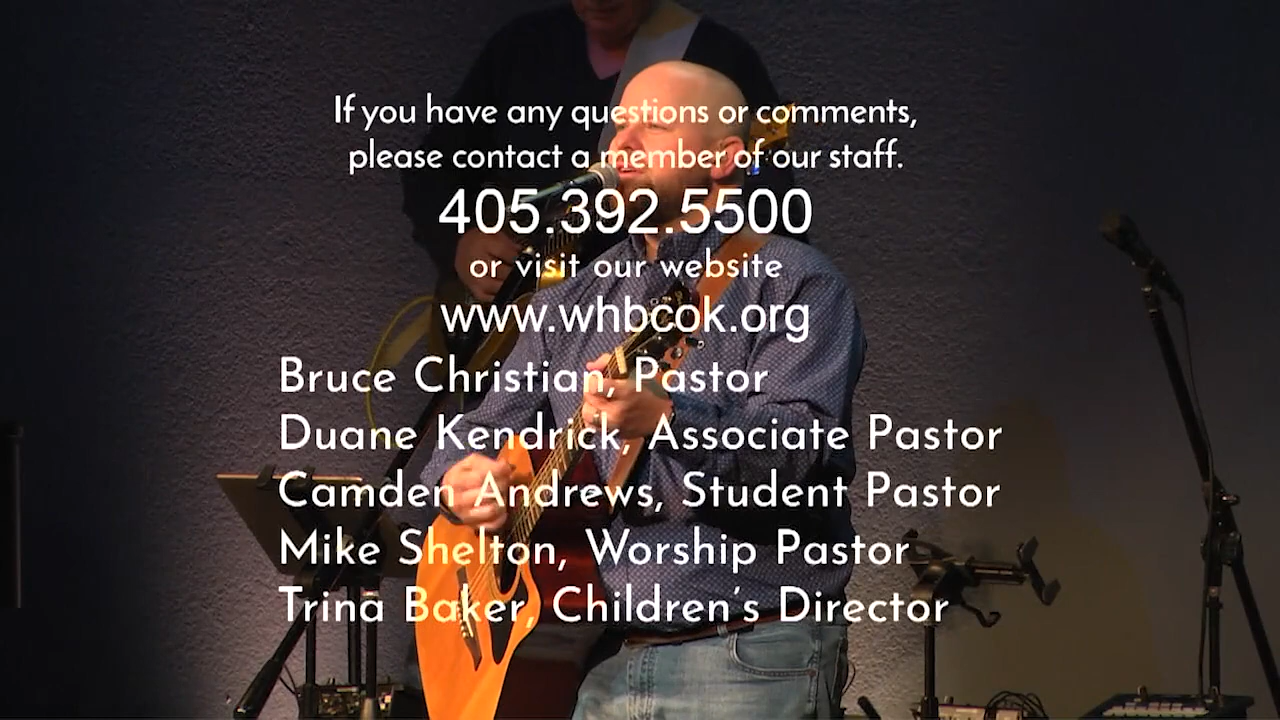 If you have any questions or comments,
please contact a member of our staff.
405.392.5500
or visit our website
www.whbcok.org
Bruce Christian, Pastor
Duane Kendrick, Associate Pastor
Camden Andrews, Student Pastor
Mike Shelton, Worship Pastor
Trina Baker, Children's Director